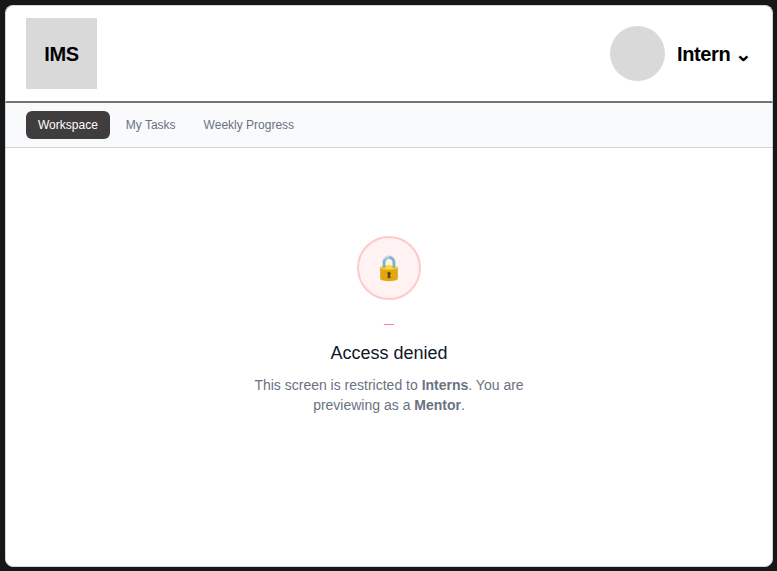 IMS
Intern
Workspace
My Tasks
Weekly Progress
—
Access denied
This screen is restricted to Interns. You are
previewing as a Mentor.